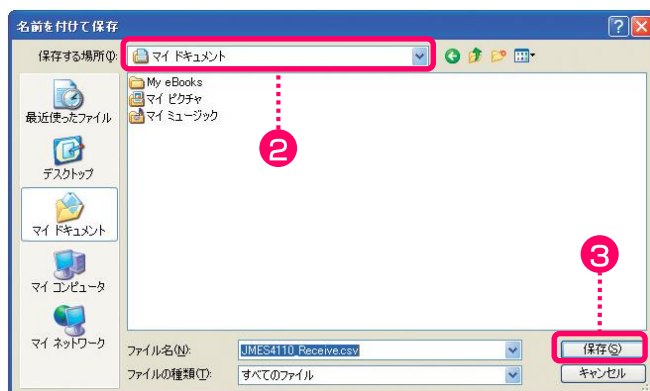 名前を付けて保存
保存する場所(I):
マイ ドキュメント
My eBooks
マイ ピクチャ
マイ ミュージック
最近使ったファイル
デスクトップ
マイ ドキュメント
マイ コンピュータ
マイ ネットワーク
2
3
ファイル名(N):
JMES4110_Receive.csv
保存(S)
ファイルの種類(T):
すべてのファイル
キャンセル